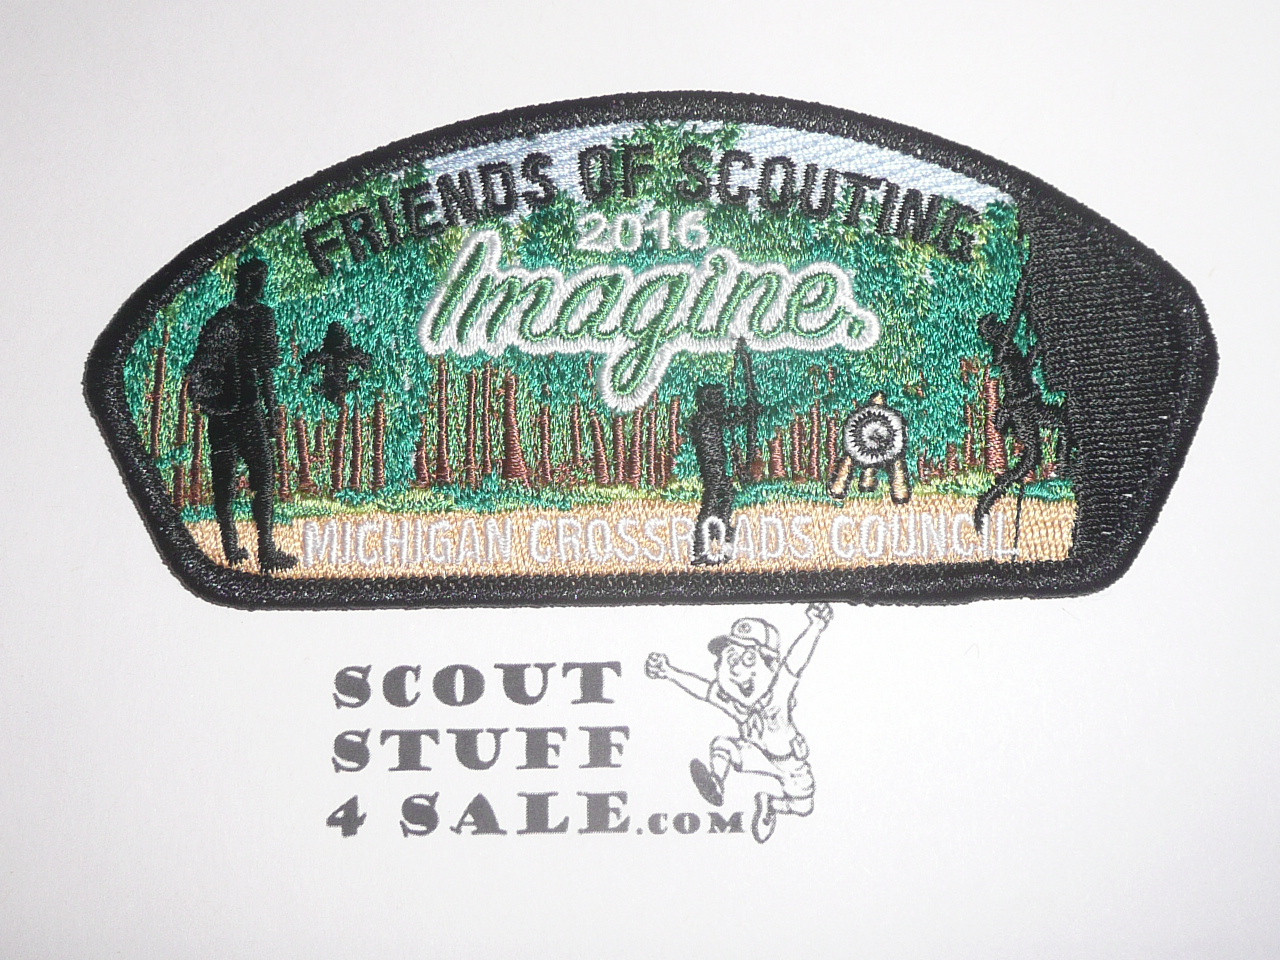 FRIENDS OF SCOUTING
2016
Imagine.
MICHIGAN CROSSROADS COUNCIL
SCOUT
STUFF
4 SALE.COM